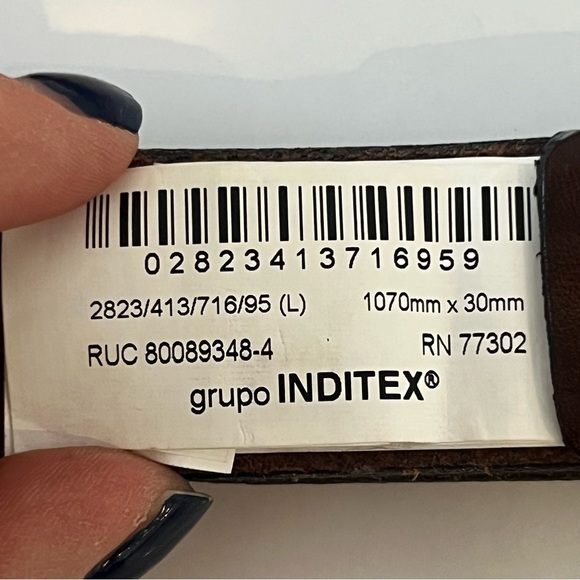 02823413716959
2823/413/716/95 (L) 1070mm x 30mm
RUC 80089348-4 RN 77302
grupo INDITEX®